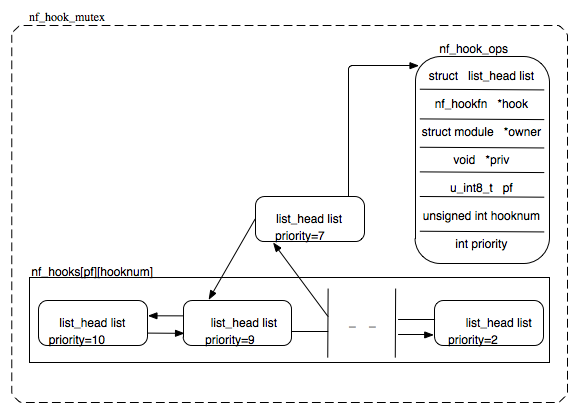 nf_hook_mutex
nf_hook_ops
struct list_head list
nf_hookfn *hook
struct module *owner
void *priv
u_int8_t pf
unsigned int hooknum
int priority
list_head list
priority=7
nf_hooks[pf][hooknum]
list_head list
priority=10
list_head list
priority=9
list_head list
priority=2